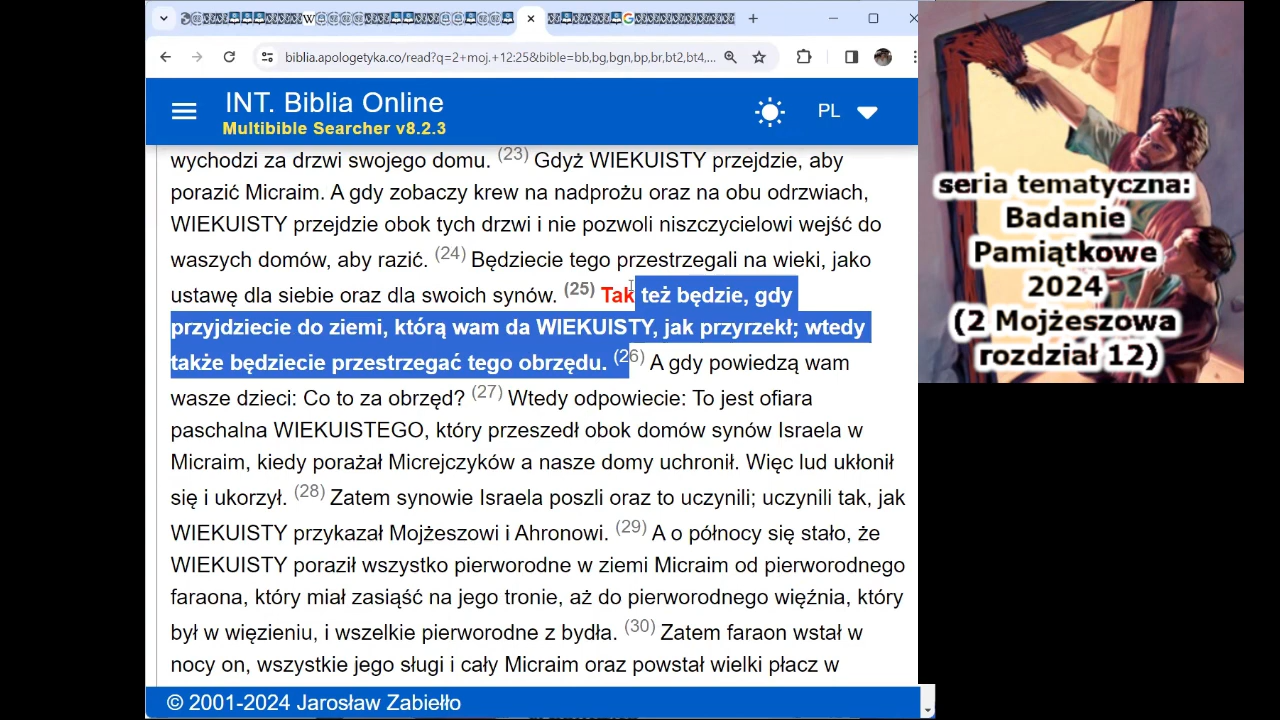 biblia.apologetyka.co/read?q=2+moj.+12:25&bible=bb,bg,bgn,bp,br,bt2,bt4,...
INT. Biblia Online
Multibible Searcher v8.2.3
PL
wychodzi za drzwi swojego domu. (23) Gdyż WIEKUISTY przejdzie, aby
porazić Micraim. A gdy zobaczy krew na nadprożu oraz na obu odrzwiach,
WIEKUISTY przejdzie obok tych drzwi i nie pozwoli niszczycielowi wejść do
waszych domów, aby razić. (24) Będziecie tego przestrzegali na wieki, jako
ustawę dla siebie oraz dla swoich synów. (25) Tak też będzie, gdy
przyjdziecie do ziemi, którą wam da WIEKUISTY, jak przyrzekł; wtedy
także będziecie przestrzegać tego obrzędu. (26) A gdy powiedzą wam
wasze dzieci: Co to za obrzęd? (27) Wtedy odpowiecie: To jest ofiara
paschalna WIEKUISTEGO, który przeszedł obok domów synów Israela w
Micraim, kiedy porażał Micrejczyków a nasze domy uchronił. Więc lud ukłonił
się i ukorzył. (28) Zatem synowie Israela poszli oraz to uczynili; uczynili tak, jak
WIEKUISTY przykazał Mojżeszowi i Ahronowi. (29) A o północy się stało, że
WIEKUISTY poraził wszystko pierworodne w ziemi Micraim od pierworodnego
faraona, który miał zasiąść na jego tronie, aż do pierworodnego więźnia, który
był w więzieniu, i wszelkie pierworodne z bydła. (30) Zatem faraon wstał w
nocy on, wszystkie jego sługi i cały Micraim oraz powstał wielki płacz w
© 2001-2024 Jarosław Zabiełło
seria tematyczna:
Badanie
Pamiątkowe
2024
(2 Mojżeszowa
rozdział 12)